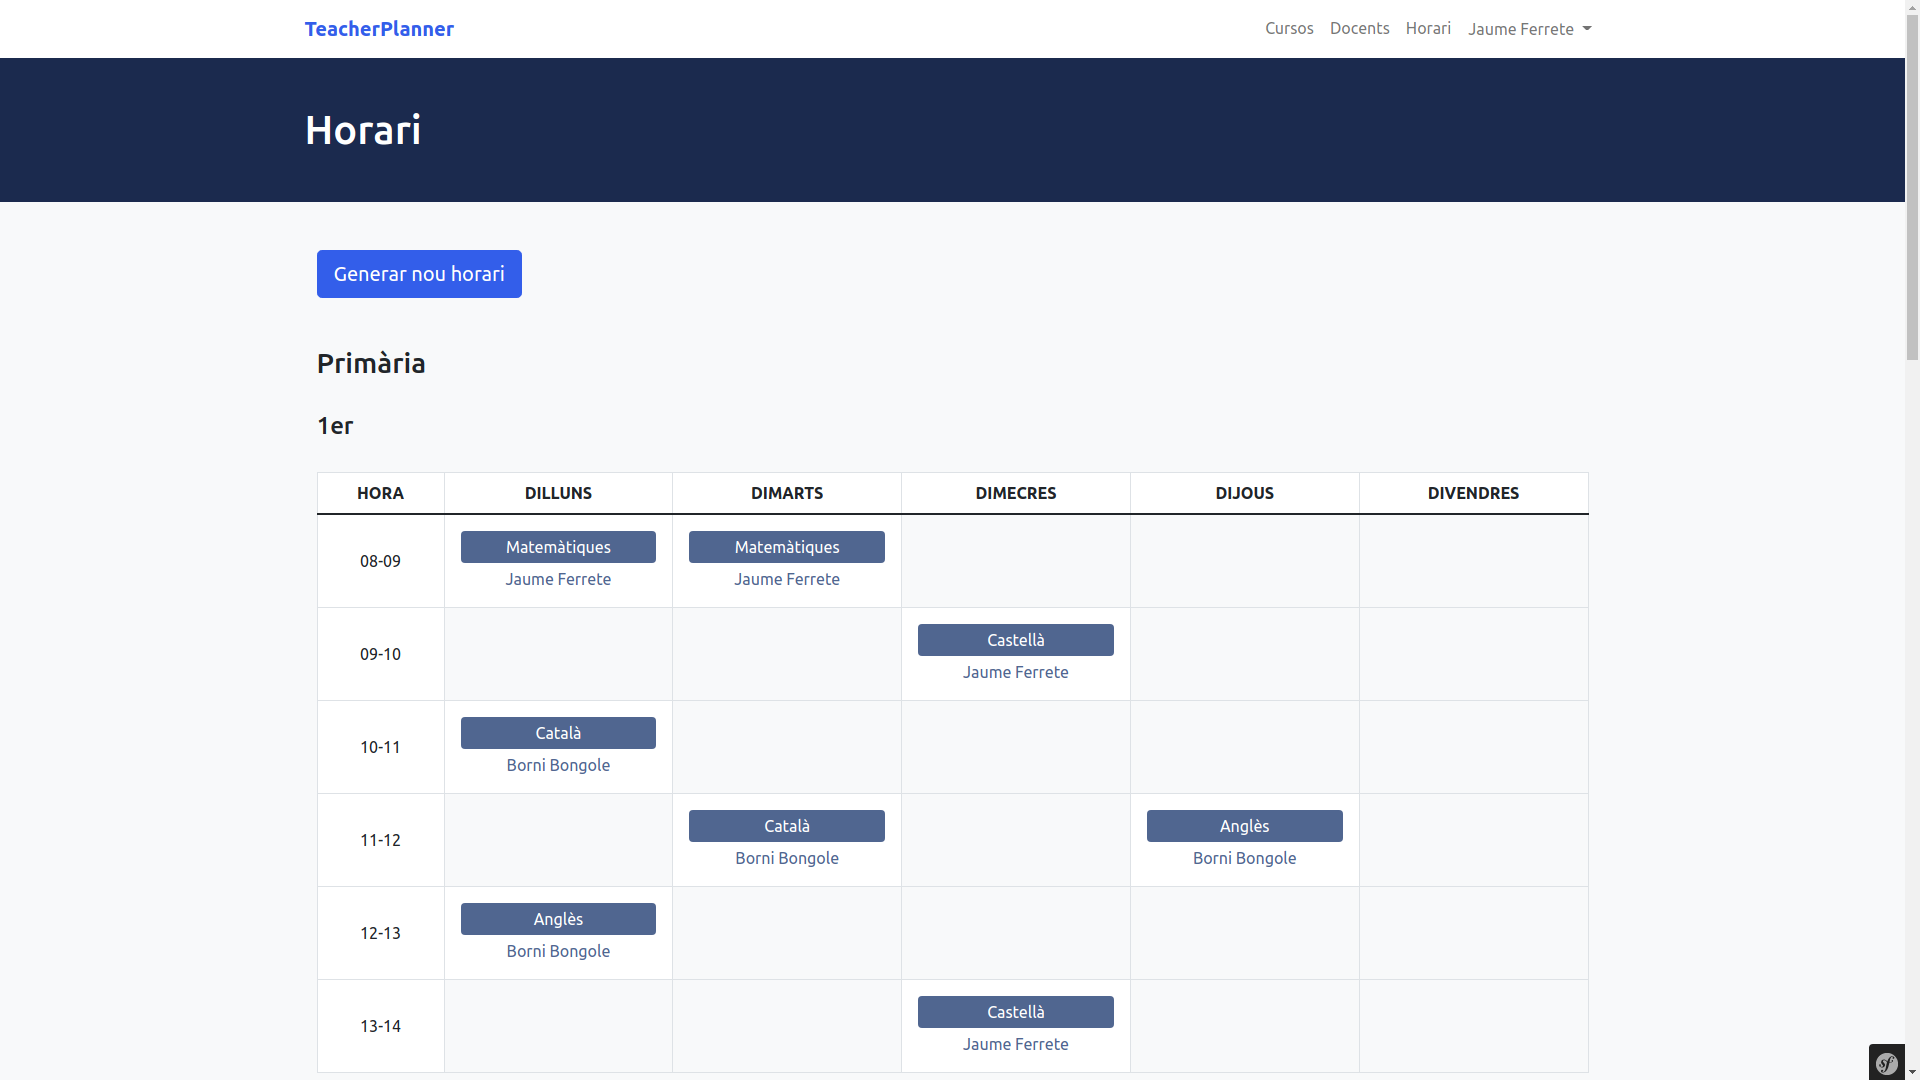 TeacherPlanner
Cursos Docents Horari Jaume Ferrete
Horari
Generar nou horari
Primària
1er
HORA DILLUNS DIMARTS DIMECRES DIJOUS DIVENDRES
08-09 Matemàtiques Matemàtiques
Jaume Ferrete Jaume Ferrete
09-10 Castellà
Jaume Ferrete
10-11 Català
Borni Bongole
11-12 Català Anglès
Borni Bongole Borni Bongole
12-13 Anglès
Borni Bongole
13-14 Castellà
Jaume Ferrete
sf